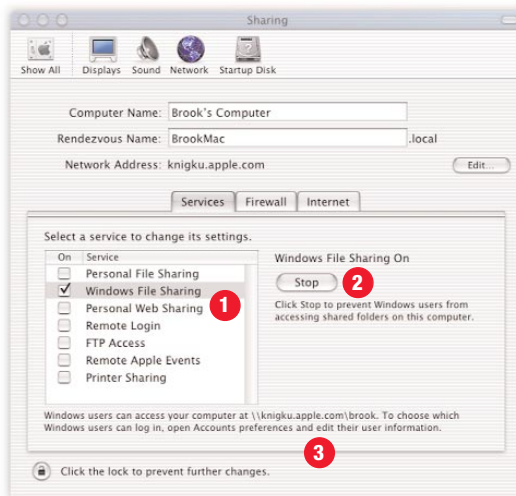 Sharing
Show All Displays Sound Network Startup Disk
Computer Name: Brook's Computer
Rendezvous Name: BrookMac .local
Network Address: knigku.apple.com Edit...
Services Firewall Internet
Select a service to change its settings.
On Service
Personal File Sharing
Windows File Sharing
Personal Web Sharing
Remote Login
FTP Access
Remote Apple Events
Printer Sharing
1
Windows File Sharing On
Stop 2
Click Stop to prevent Windows users from
accessing shared folders on this computer.
Windows users can access your computer at \\knigku.apple.com\brook. To choose which
Windows users can log in, open Accounts preferences and edit their user information.
3
Click the lock to prevent further changes.